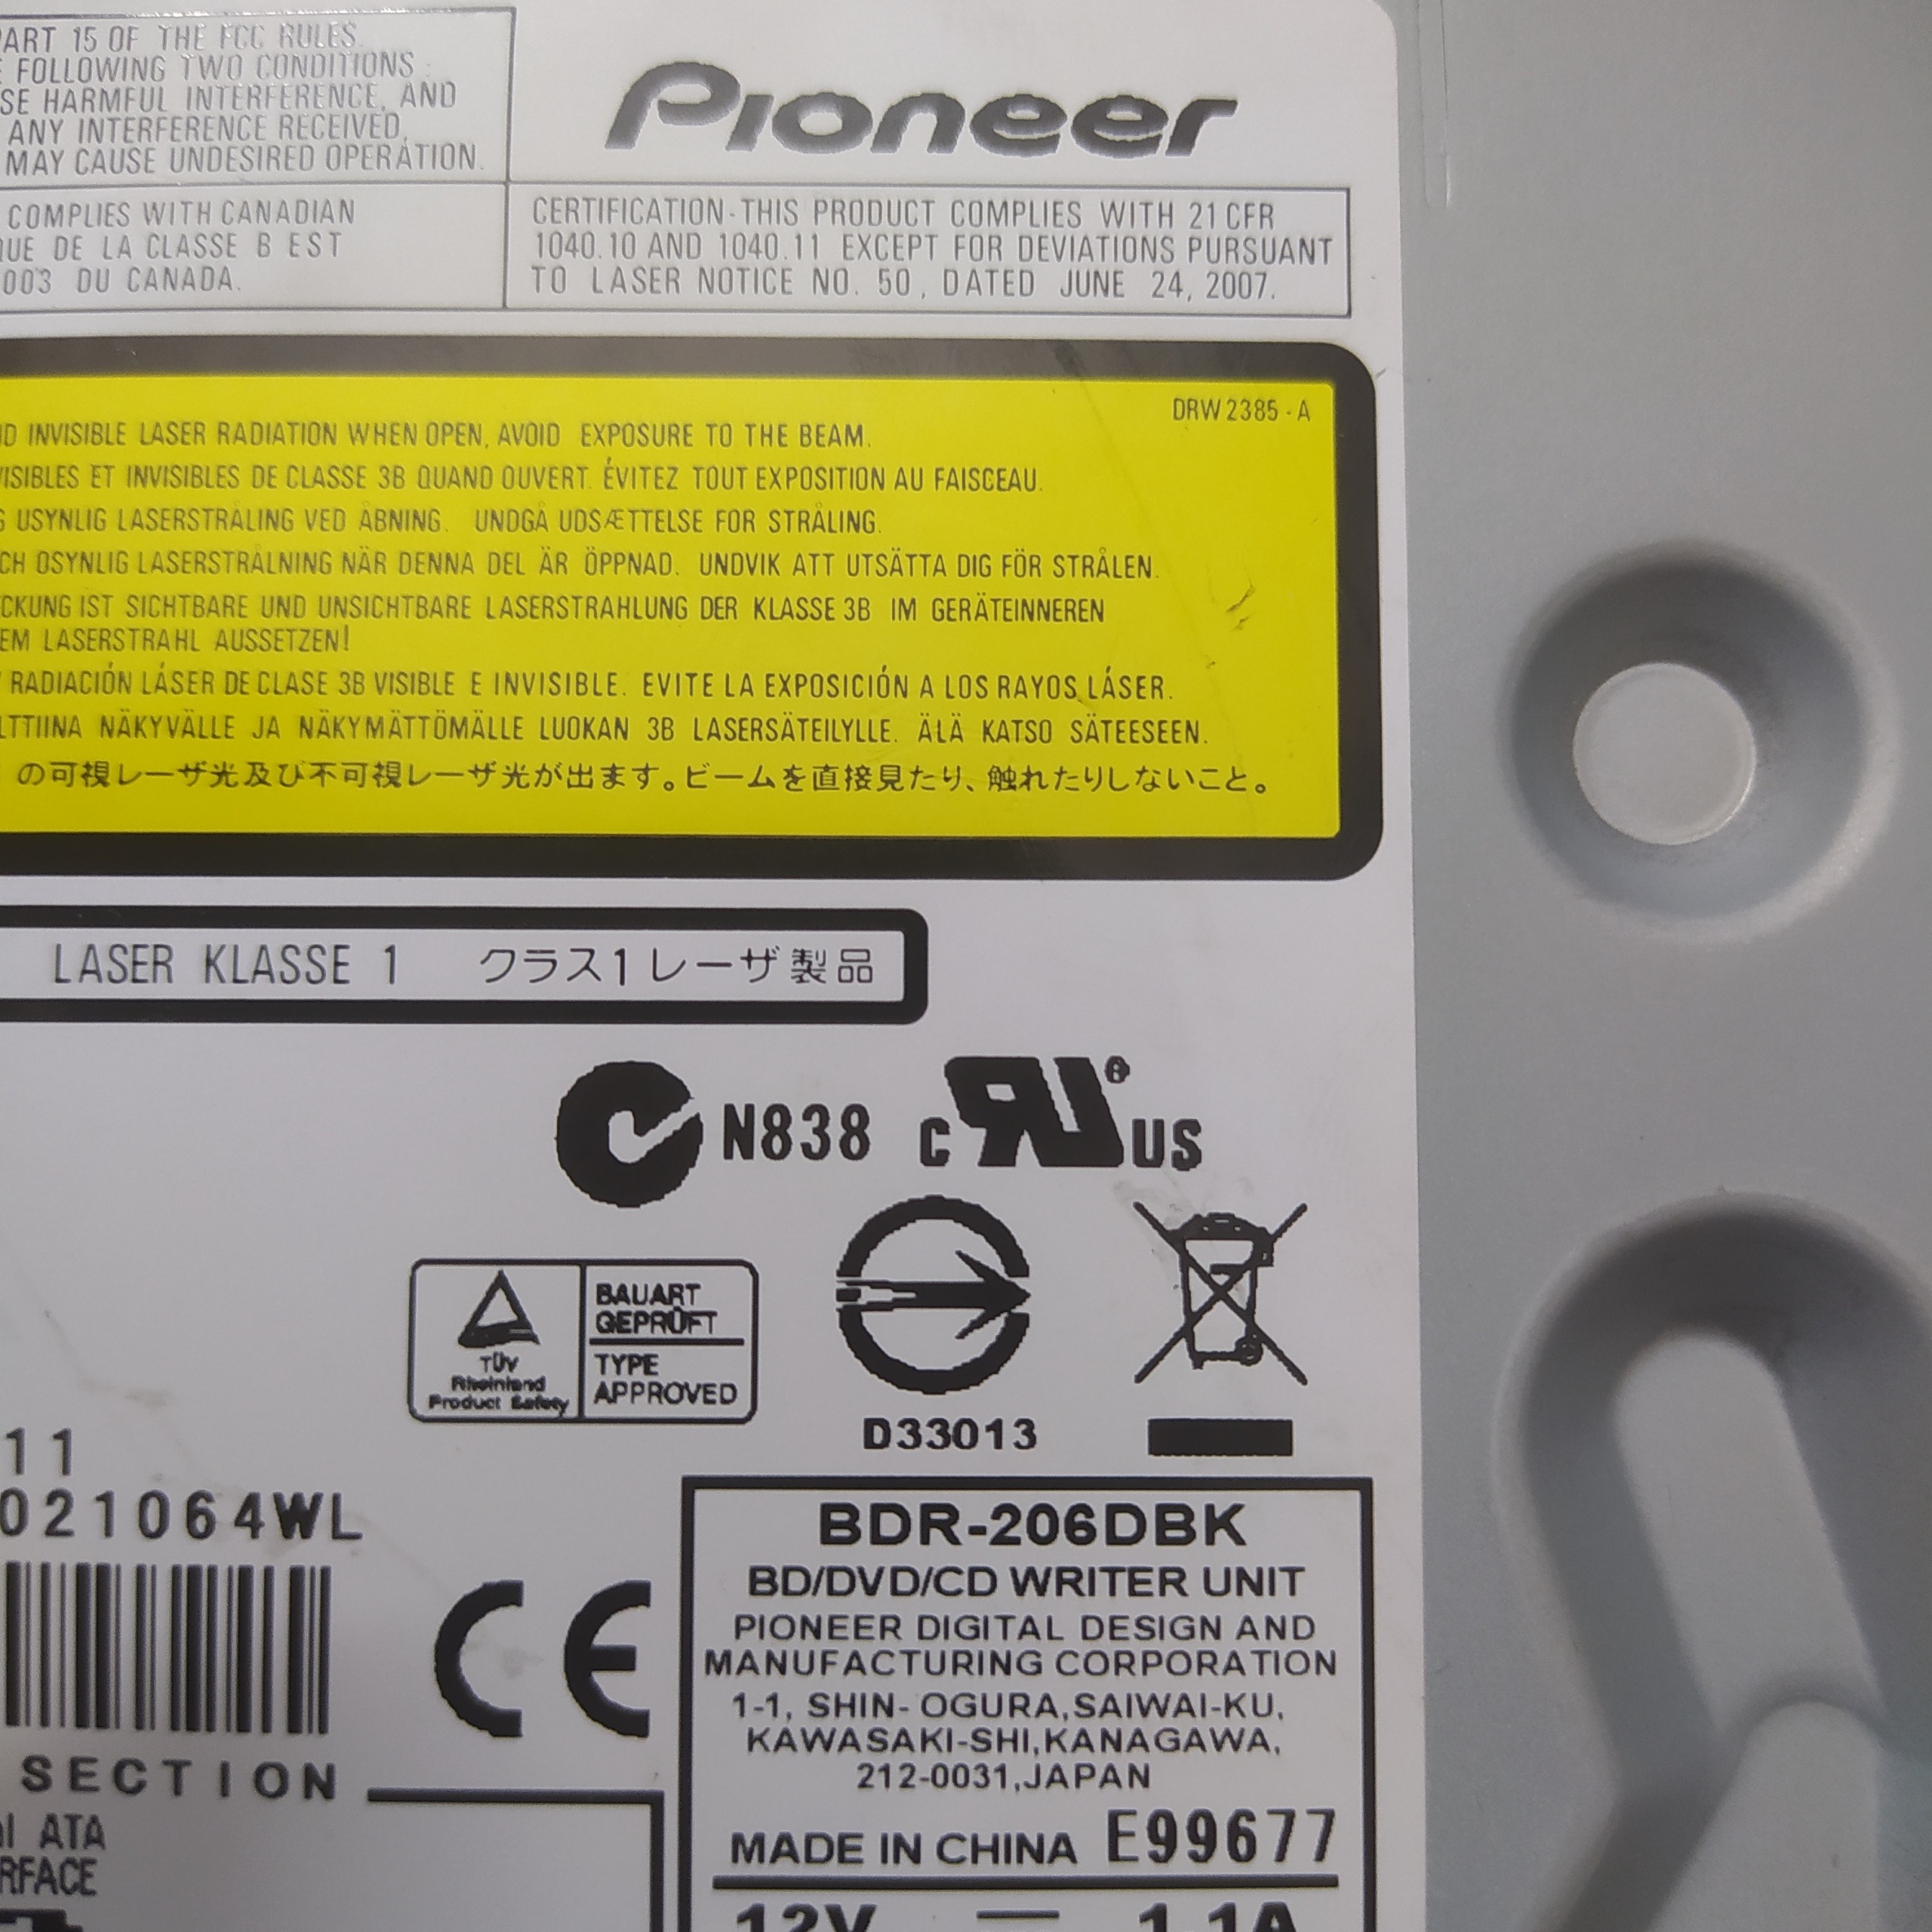 PART 15 OF THE FCC RULES.
E FOLLOWING TWO CONDITIONS :
SE HARMFUL INTERFERENCE, AND
ANY INTERFERENCE RECEIVED,
MAY CAUSE UNDESIRED OPERATION.
COMPLIES WITH CANADIAN
QUE DE LA CLASSE B EST
003 DU CANADA.
Pioneer
CERTIFICATION-THIS PRODUCT COMPLIES WITH 21 CFR
1040.10 AND 1040.11 EXCEPT FOR DEVIATIONS PURSUANT
TO LASER NOTICE NO. 50, DATED JUNE 24, 2007.
DRW2385-A
ND INVISIBLE LASER RADIATION WHEN OPEN, AVOID EXPOSURE TO THE BEAM.
VISIBLES ET INVISIBLES DE CLASSE 3B QUAND OUVERT. ÉVITEZ TOUT EXPOSITION AU FAISCEAU.
G USYNLIG LASERSTRÅLING VED ÅBNING. UNDGÅ UDSÆTTELSE FOR STRÅLING.
CH OSYNLIG LASERSTRÅLNING NÄR DENNA DEL ÄR ÖPPNAD. UNDVIK ATT UTSÄTTA DIG FÖR STRÅLEN.
CKUNG IST SICHTBARE UND UNSICHTBARE LASERSTRAHLUNG DER KLASSE 3B IM GERÄTEINNEREN
EM LASERSTRAHL AUSSETZEN!
RADIACIÓN LÁSER DE CLASE 3B VISIBLE E INVISIBLE. EVITE LA EXPOSICIÓN A LOS RAYOS LÁSER.
LTTIINA NÄKYVÄLLE JA NÄKYMÄTTÖMÄLLE LUOKAN 3B LASERSÄTEILYLLE. ÄLÄ KATSO SÄTEESEEN.
の可視レーザ光及び不可視レーザ光が出ます。ビームを直接見たり、触れたりしないこと。
LASER KLASSE 1 クラス1レーザ製品
N838 c RU ® US
TÜV
Rheinland
Product Safety
BAUART
GEPRÜFT
TYPE
APPROVED
D33013
11
021064WL
CE
SECTION
al ATA
RFACE
BDR-206DBK
BD/DVD/CD WRITER UNIT
PIONEER DIGITAL DESIGN AND
MANUFACTURING CORPORATION
1-1, SHIN-OGURA,SAIWAI-KU,
KAWASAKI-SHI,KANAGAWA,
212-0031,JAPAN
MADE IN CHINA E99677
12V ⎓ 1.1A